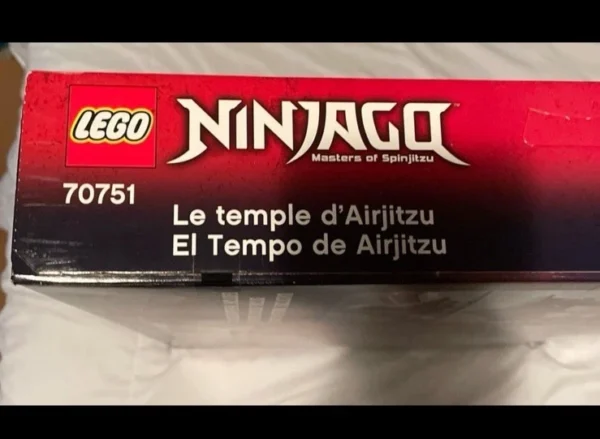 LEGO
NINJAGO
Masters of Spinjitzu
70751
Le temple d'Airjitzu
El Tempo de Airjitzu